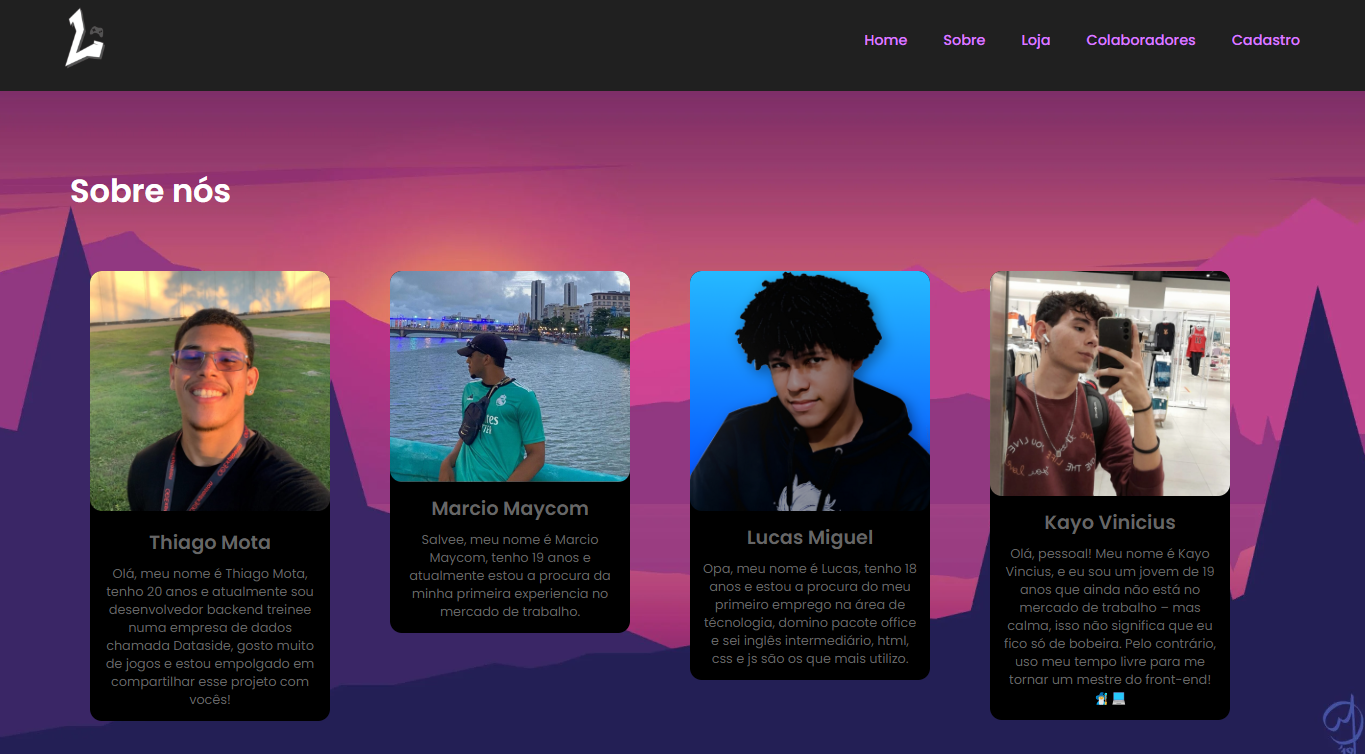 Home Sobre Loja Colaboradores Cadastro
Sobre nós
Thiago Mota
Olá, meu nome é Thiago Mota,
tenho 20 anos e atualmente sou
desenvolvedor backend treinee
numa empresa de dados
chamada Dataside, gosto muito
de jogos e estou empolgado em
compartilhar esse projeto com
vocês!
Marcio Maycom
Salvee, meu nome é Marcio
Maycom, tenho 19 anos e
atualmente estou a procura da
minha primeira experiencia no
mercado de trabalho.
Lucas Miguel
Opa, meu nome é Lucas, tenho 18
anos e estou a procura do meu
primeiro emprego na área de
técnologia, domino pacote office
e sei inglês intermediário, html,
css e js são os que mais utilizo.
Kayo Vinicius
Olá, pessoal! Meu nome é Kayo
Vincius, e eu sou um jovem de 19
anos que ainda não está no
mercado de trabalho – mas
calma, isso não significa que eu
fico só de bobeira. Pelo contrário,
uso meu tempo livre para me
tornar um mestre do front-end!